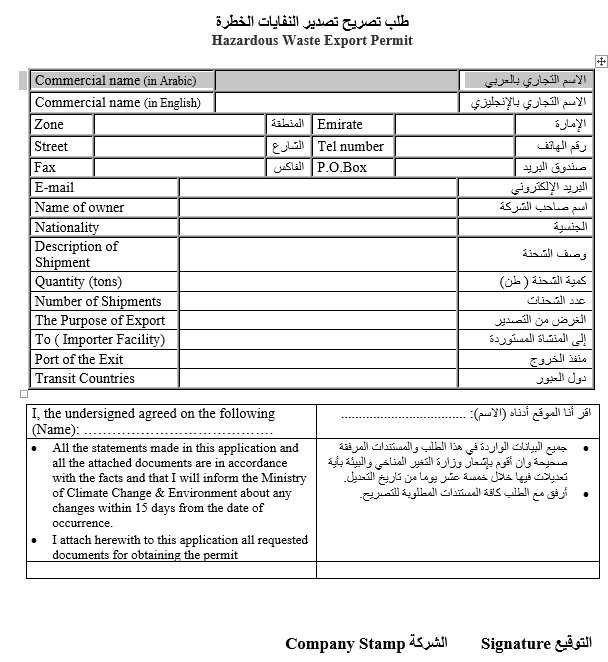 طلب تصريح تصدير النفايات الخطرة
Hazardous Waste Export Permit
Commercial name (in Arabic) الاسم التجاري بالعربي
Commercial name (in English) الاسم التجاري بالإنجليزي
Zone المنطقة Emirate الإمارة
Street الشارع Tel number رقم الهاتف
Fax الفاكس P.O.Box صندوق البريد
E-mail البريد الإلكتروني
Name of owner اسم صاحب الشركة
Nationality الجنسية
Description of
Shipment وصف الشحنة
Quantity (tons) كمية الشحنة ( طن)
Number of Shipments عدد الشحنات
The Purpose of Export الغرض من التصدير
To ( Importer Facility) إلى المنشاة المستوردة
Port of the Exit منفذ الخروج
Transit Countries دول العبور
I, the undersigned agreed on the following
(Name): ........................................
اقر أنا الموقع أدناه (الاسم): ..................................
• All the statements made in this application and
all the attached documents are in accordance
with the facts and that I will inform the Ministry
of Climate Change & Environment about any
changes within 15 days from the date of
occurrence.
• I attach herewith to this application all requested
documents for obtaining the permit
• جميع البيانات الواردة في هذا الطلب والمستندات المرفقة
صحيحة وان أقوم بإشعار وزارة التغير المناخي والبيئة بأية
تعديلات فيها خلال خمسة عشر يوما من تاريخ التعديل.
• أرفق مع الطلب كافة المستندات المطلوبة للتصريح.
Company Stamp الشركة Signature التوقيع